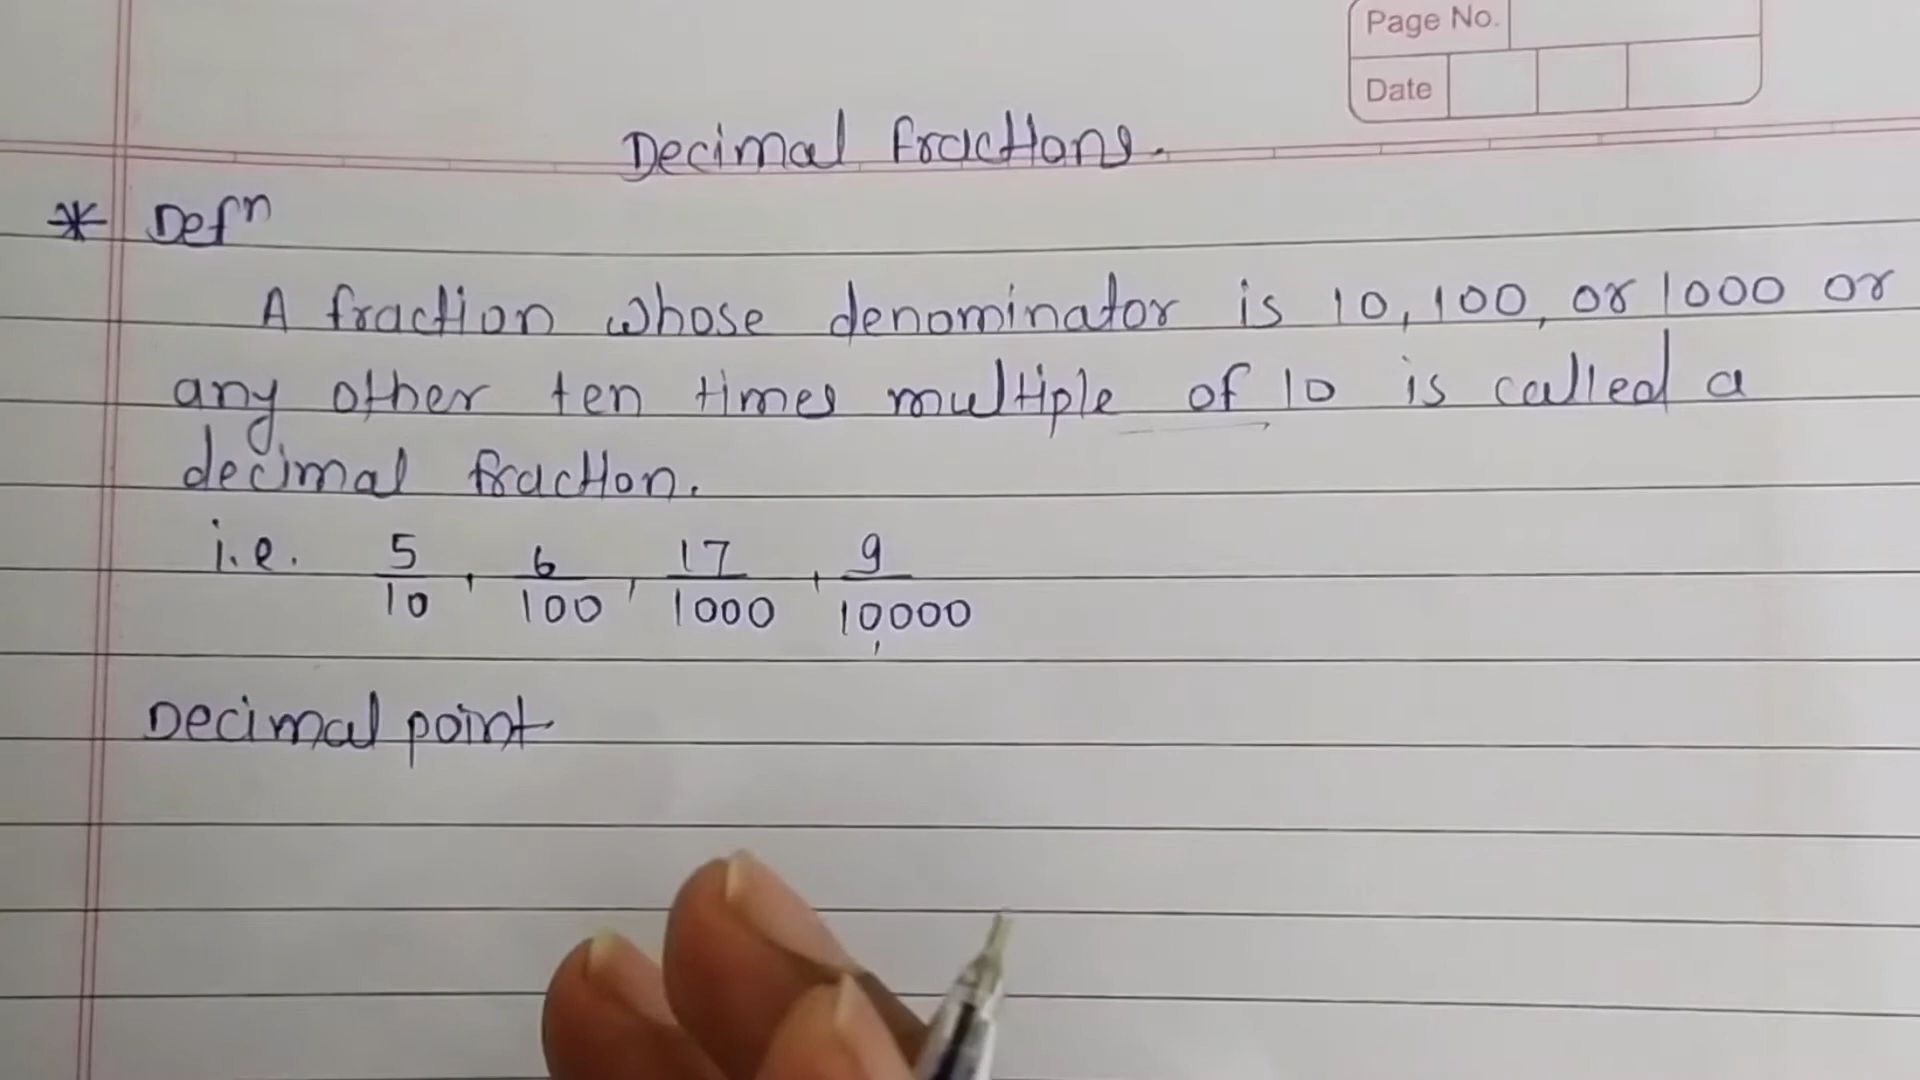 Page No.
Date
Decimal fractions.
* Defn
A fraction whose denominator is 10, 100, or 1000 or
any other ten times multiple of 10 is called a
decimal fraction.
i.e. 5/10, 6/100, 17/1000, 9/10,000
Decimal point